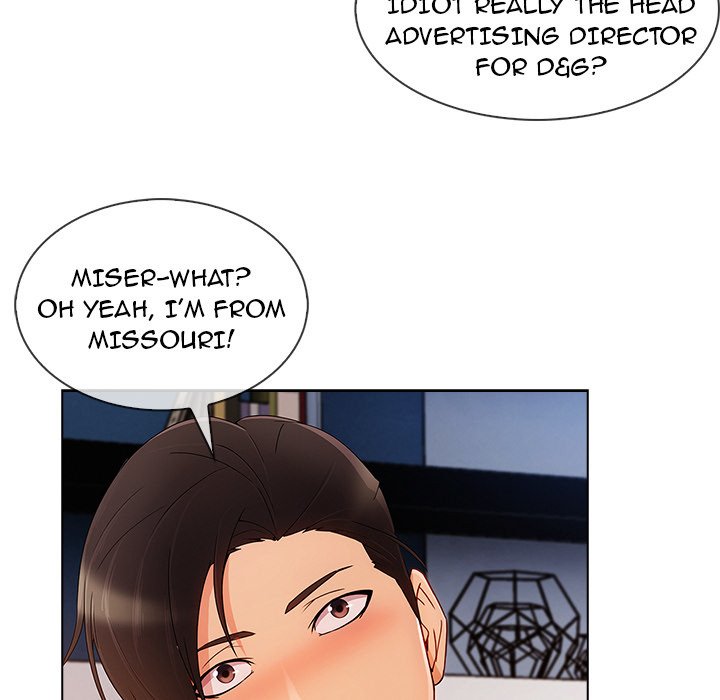 IDIOT REALLY THE HEAD
ADVERTISING DIRECTOR
FOR D&G?
MISER-WHAT?
OH YEAH, I'M FROM
MISSOURI!